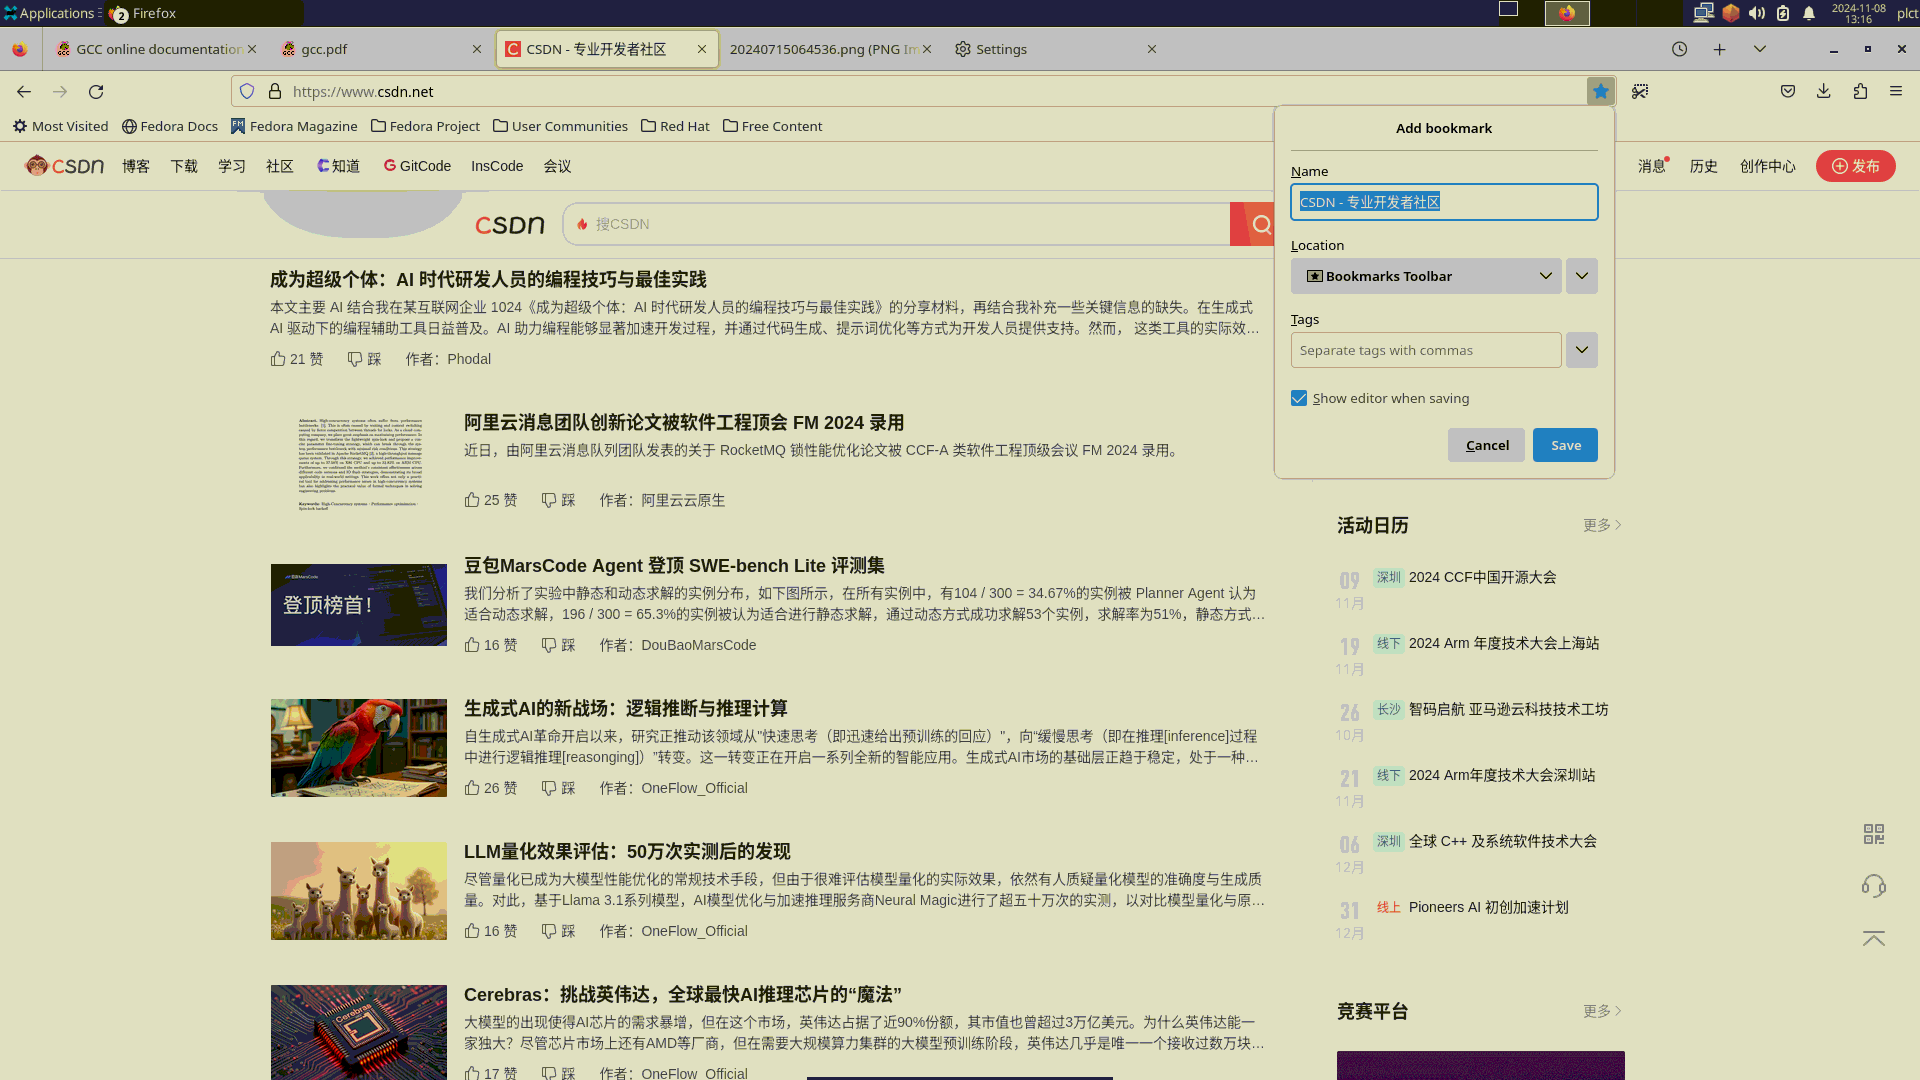 Applications
2
Firefox
2024-11-08
13:16
plct
GCC online documentation
gcc.pdf
CSDN - 专业开发者社区
20240715064536.png (PNG Im
Settings
https://www.csdn.net
Most Visited
Fedora Docs
Fedora Magazine
Fedora Project
User Communities
Red Hat
Free Content
Add bookmark
Name
CSDN - 专业开发者社区
Location
Bookmarks Toolbar
Tags
Separate tags with commas
Show editor when saving
Cancel
Save
CSDN
博客
下载
学习
社区
知道
GitCode
InsCode
会议
消息
历史
创作中心
发布
CSDN
搜CSDN
成为超级个体：AI 时代研发人员的编程技巧与最佳实践
本文主要 AI 结合我在某互联网企业 1024《成为超级个体：AI 时代研发人员的编程技巧与最佳实践》的分享材料，再结合我补充一些关键信息的缺失。在生成式
AI 驱动下的编程辅助工具日益普及。AI 助力编程能够显著加速开发过程，并通过代码生成、提示词优化等方式为开发人员提供支持。然而， 这类工具的实际效…
21 赞 踩 作者：Phodal
阿里云消息团队创新论文被软件工程顶会 FM 2024 录用
近日，由阿里云消息队列团队发表的关于 RocketMQ 锁性能优化论文被 CCF-A 类软件工程顶级会议 FM 2024 录用。
25 赞 踩 作者：阿里云云原生
登顶榜首！
豆包MarsCode Agent 登顶 SWE-bench Lite 评测集
我们分析了实验中静态和动态求解的实例分布，如下图所示，在所有实例中，有104 / 300 = 34.67%的实例被 Planner Agent 认为
适合动态求解，196 / 300 = 65.3%的实例被认为适合进行静态求解，通过动态方式成功求解53个实例，求解率为51%，静态方式…
16 赞 踩 作者：DouBaoMarsCode
生成式AI的新战场：逻辑推断与推理计算
自生成式AI革命开启以来，研究正推动该领域从"快速思考（即迅速给出预训练的回应）"，向“缓慢思考（即在推理[inference]过程
中进行逻辑推理[reasonging]）”转变。这一转变正在开启一系列全新的智能应用。生成式AI市场的基础层正趋于稳定，处于一种…
26 赞 踩 作者：OneFlow_Official
LLM量化效果评估：50万次实测后的发现
尽管量化已成为大模型性能优化的常规技术手段，但由于很难评估模型量化的实际效果，依然有人质疑量化模型的准确度与生成质
量。对此，基于Llama 3.1系列模型，AI模型优化与加速推理服务商Neural Magic进行了超五十万次的实测，以对比模型量化与原…
16 赞 踩 作者：OneFlow_Official
Cerebras
Cerebras：挑战英伟达，全球最快AI推理芯片的“魔法”
大模型的出现使得AI芯片的需求暴增，但在这个市场，英伟达占据了近90%份额，其市值也曾超过3万亿美元。为什么英伟达能一
家独大？尽管芯片市场上还有AMD等厂商，但在需要大规模算力集群的大模型预训练阶段，英伟达几乎是唯一一个接收过数万块…
17 赞 踩 作者：OneFlow_Official
活动日历
更多
09 11月 深圳 2024 CCF中国开源大会
19 11月 线下 2024 Arm 年度技术大会上海站
26 10月 长沙 智码启航 亚马逊云科技技术工坊
21 11月 线下 2024 Arm年度技术大会深圳站
06 12月 深圳 全球 C++ 及系统软件技术大会
31 12月 线上 Pioneers AI 初创加速计划
竞赛平台
更多